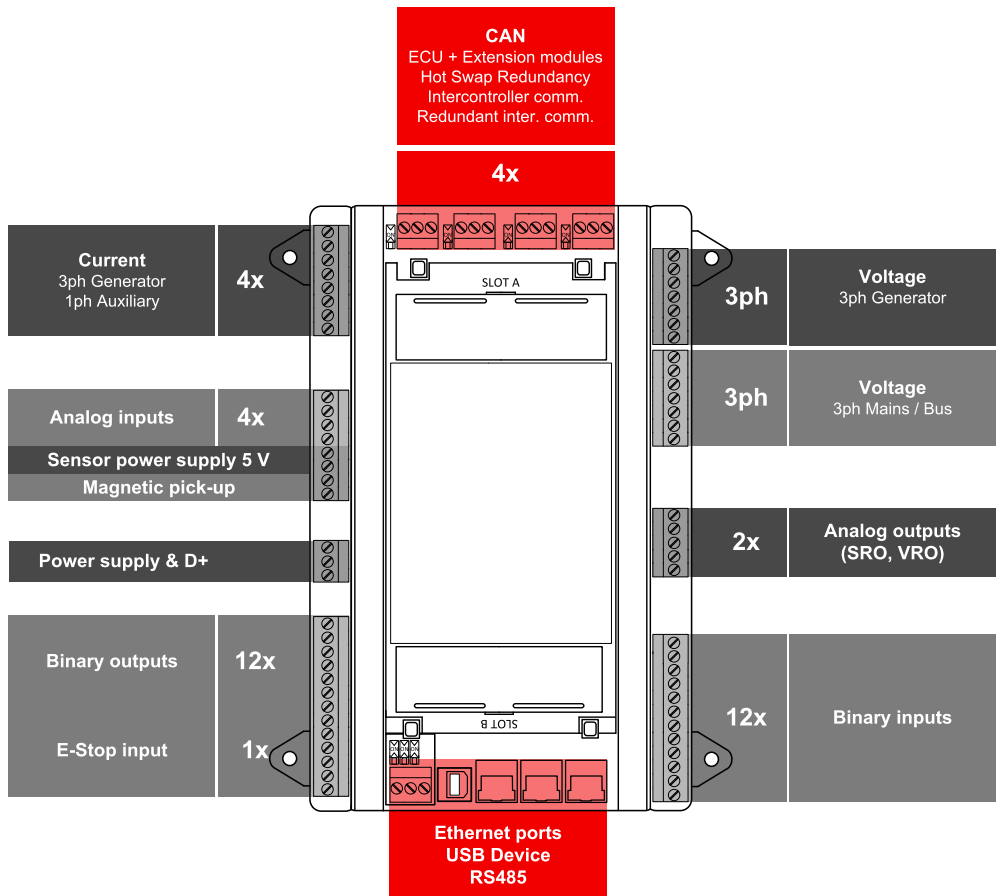 CAN
ECU + Extension modules
Hot Swap Redundancy
Intercontroller comm.
Redundant inter. comm.
4x
Current
3ph Generator
1ph Auxiliary
4x
SLOT A
3ph
Voltage
3ph Generator
3ph
Voltage
3ph Mains / Bus
Analog inputs
4x
Sensor power supply 5 V
Magnetic pick-up
2x
Analog outputs
(SRO, VRO)
Power supply & D+
Binary outputs
12x
E-Stop input
1x
12x
Binary inputs
SLOT B
ON
ON
ON
Ethernet ports
USB Device
RS485